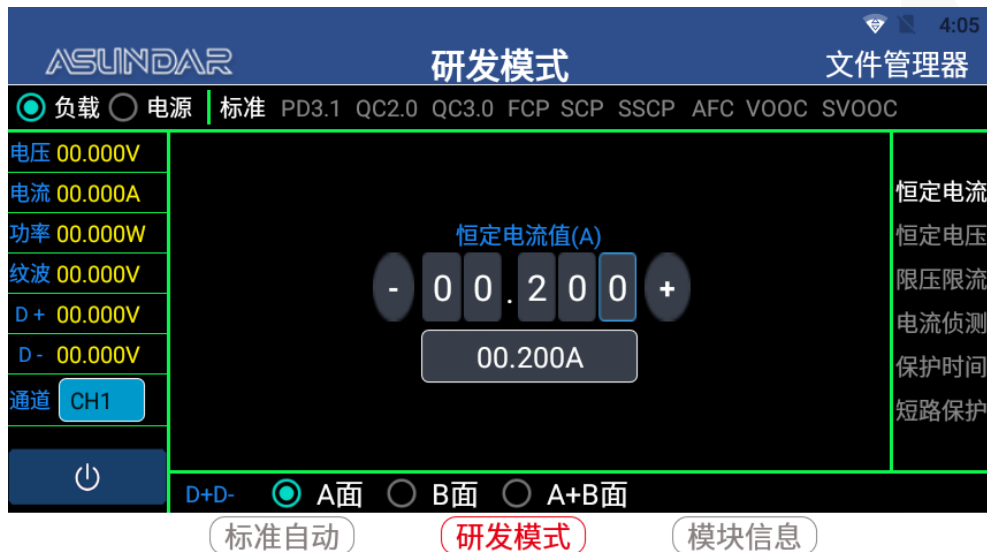 4:05
ASUNDAR 研发模式 文件管理器
负载 电源 标准 PD3.1 QC2.0 QC3.0 FCP SCP SSCP AFC VOOC SVOOC
电压 00.000V
电流 00.000A
功率 00.000W
纹波 00.000V
D+ 00.000V
D- 00.000V
通道 CH1
恒定电流值(A)
- 0 0 . 2 0 0 +
00.200A
恒定电流
恒定电压
限压限流
电流侦测
保护时间
短路保护
D+D- A面 B面 A+B面
标准自动 研发模式 模块信息